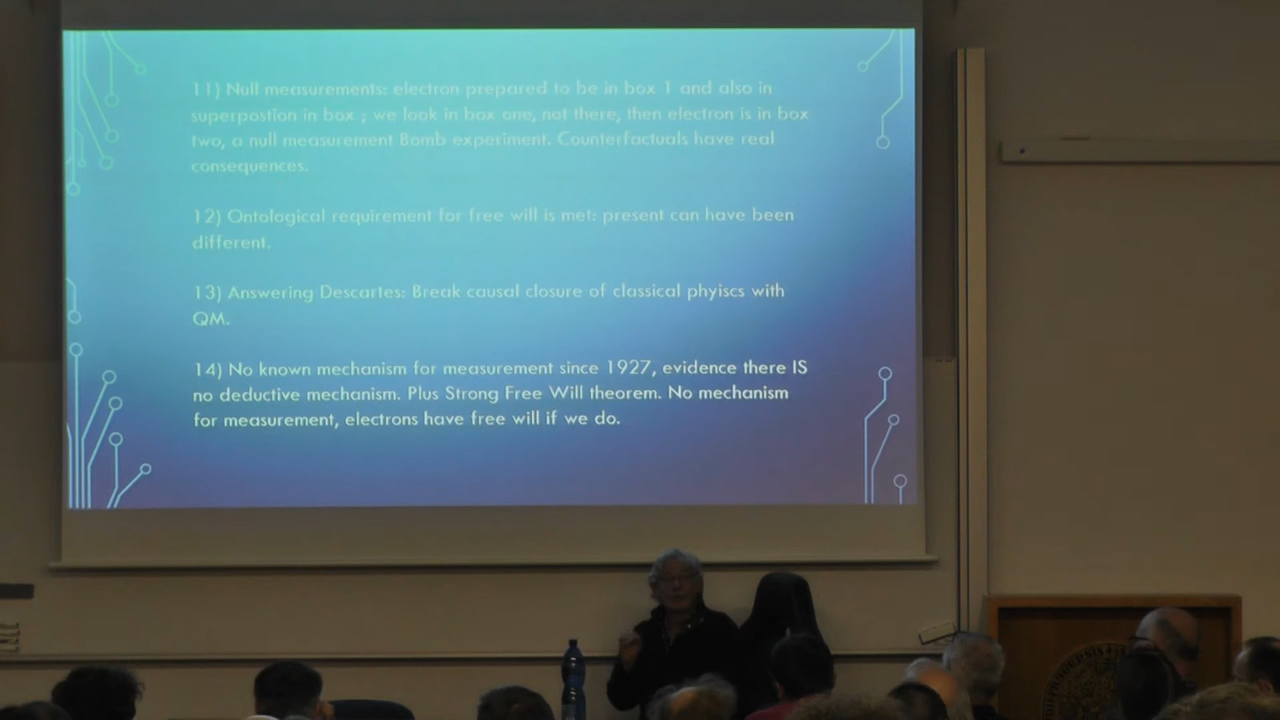 11) Null measurements: electron prepared to be in box 1 and also in
superpostion in box ; we look in box one, not there, then electron is in box
two, a null measurement Bomb experiment. Counterfactuals have real
consequences.
12) Ontological requirement for free will is met: present can have been
different.
13) Answering Descartes: Break causal closure of classical phyiscs with
QM.
14) No known mechanism for measurement since 1927, evidence there IS
no deductive mechanism. Plus Strong Free Will theorem. No mechanism
for measurement, electrons have free will if we do.